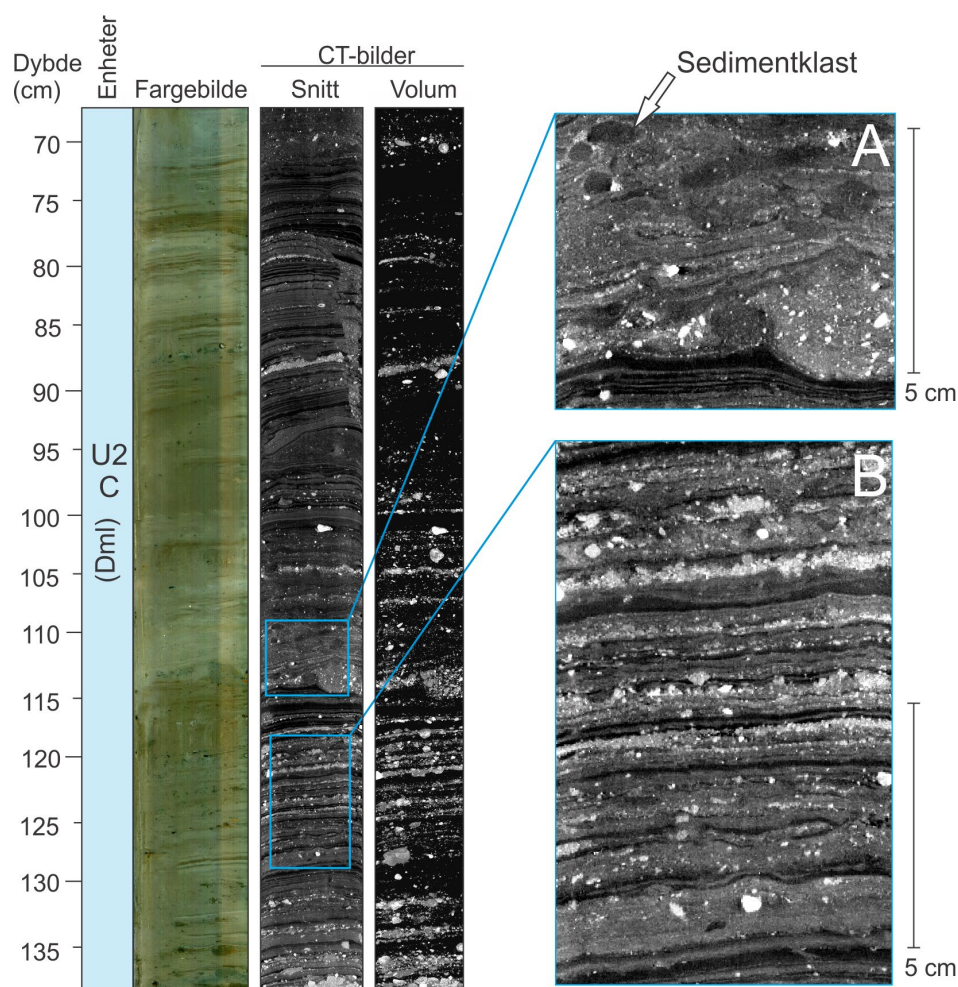 Dybde
(cm)
Enheter
Fargebilde
CT-bilder
Snitt
Volum
Sedimentklast
70
75
80
85
90
95
100
105
110
115
120
125
130
135
U2
C
(Dml)
A
5 cm
B
5 cm